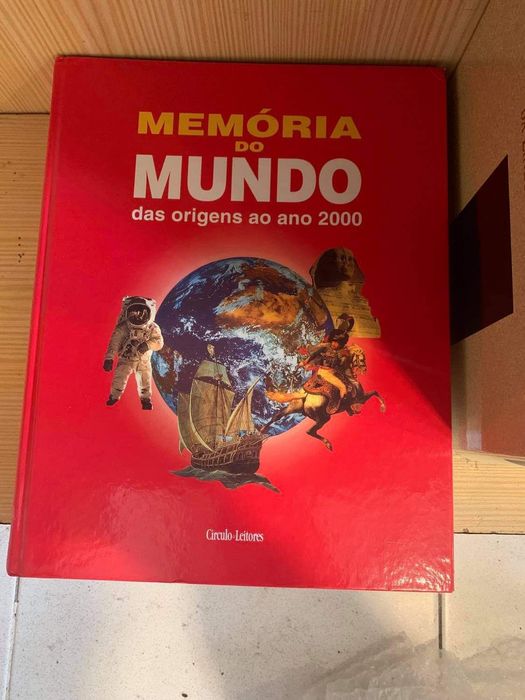 MEMÓRIA
DO
MUNDO
das origens ao ano 2000
Círculo-Leitores